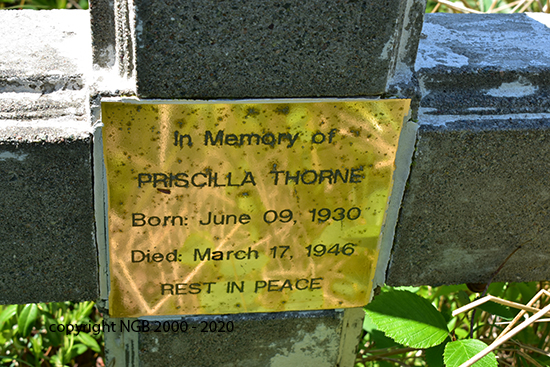 In Memory of
PRISCILLA THORNE
Born: June 09, 1930
Died: March 17, 1946
REST IN PEACE
copyright NGB 2000 - 2020